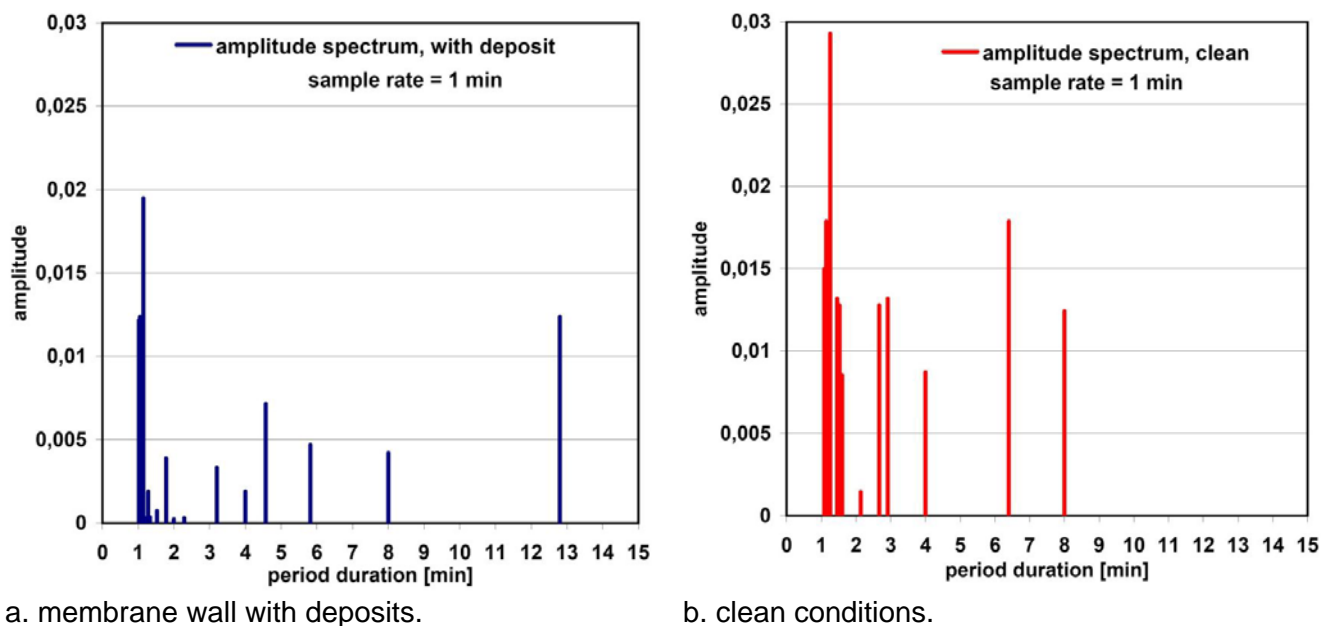 0,03
0,025
0,02
0,015
0,01
0,005
0
amplitude
amplitude spectrum, with deposit
sample rate = 1 min
0 1 2 3 4 5 6 7 8 9 10 11 12 13 14 15
period duration [min]
a. membrane wall with deposits.
0,03
0,025
0,02
0,015
0,01
0,005
0
amplitude
amplitude spectrum, clean
sample rate = 1 min
0 1 2 3 4 5 6 7 8 9 10 11 12 13 14 15
period duration [min]
b. clean conditions.